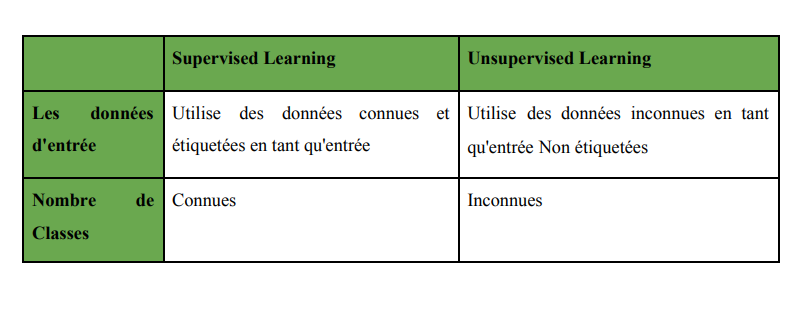 Supervised Learning
Unsupervised Learning
Les données
d'entrée
Utilise des données connues et
étiquetées en tant qu'entrée
Utilise des données inconnues en tant
qu'entrée Non étiquetées
Nombre de
Classes
Connues
Inconnues